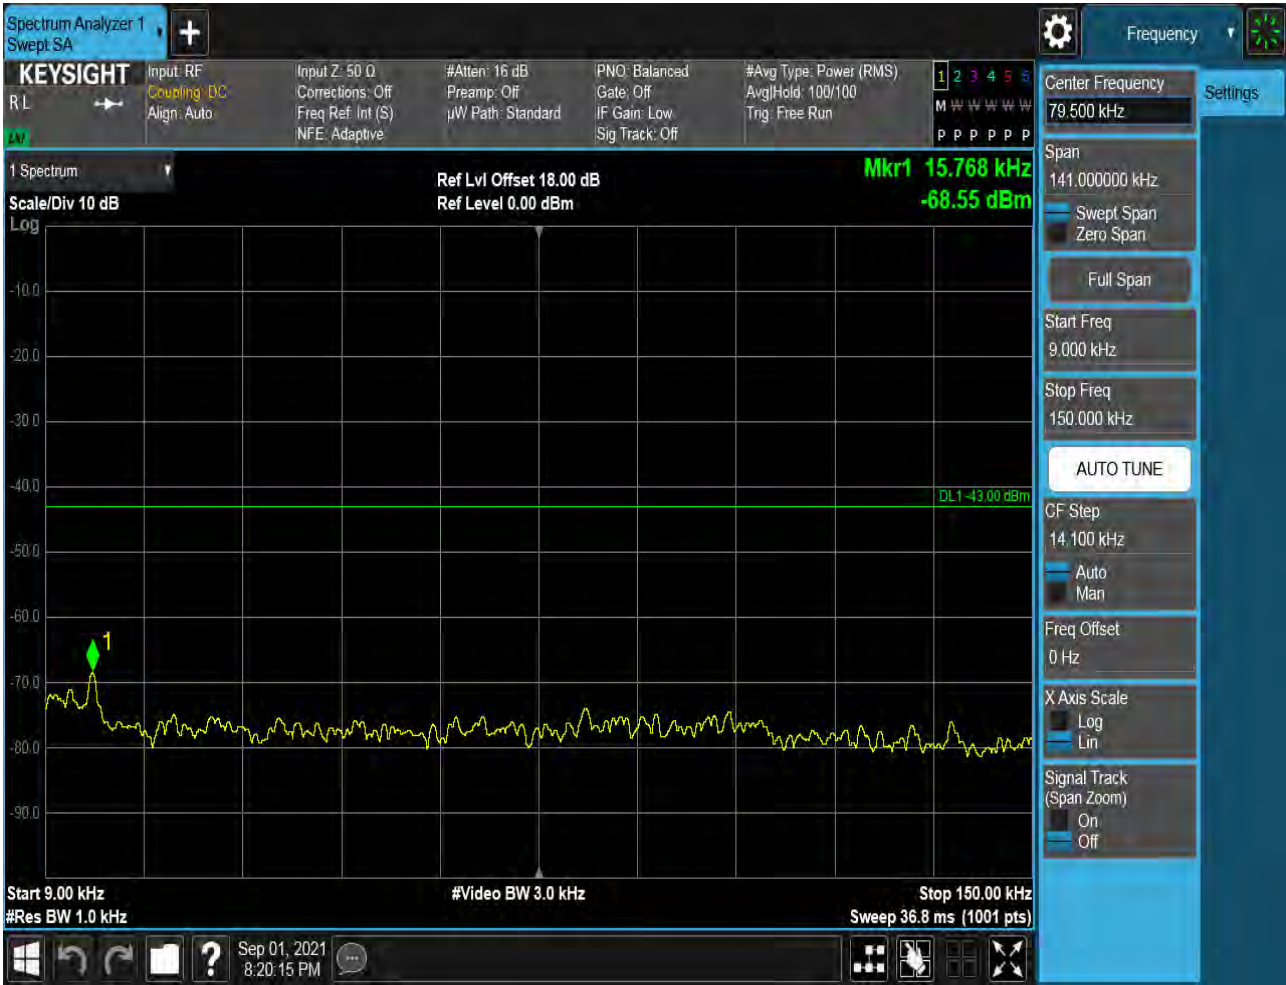 Spectrum Analyzer 1
Swept SA
+
Frequency
KEYSIGHT
R L
LXI
Input: RF
Coupling: DC
Align: Auto
Input Z: 50 Ω
Corrections: Off
Freq Ref: Int (S)
NFE: Adaptive
#Atten: 16 dB
Preamp: Off
µW Path: Standard
PNO: Balanced
Gate: Off
IF Gain: Low
Sig Track: Off
#Avg Type: Power (RMS)
Avg|Hold: 100/100
Trig: Free Run
1 2 3 4 5 6
M W W W W W
P P P P P P
1 Spectrum
Scale/Div 10 dB
Log
Ref Lvl Offset 18.00 dB
Ref Level 0.00 dBm
Mkr1 15.768 kHz
-68.55 dBm
-10.0
-20.0
-30.0
-40.0
DL1 -43.00 dBm
-50.0
-60.0
1
-70.0
-80.0
-90.0
Start 9.00 kHz
#Res BW 1.0 kHz
#Video BW 3.0 kHz
Stop 150.00 kHz
Sweep 36.8 ms (1001 pts)
?
Sep 01, 2021
8:20:15 PM
Center Frequency
79.500 kHz
Settings
Span
141.000000 kHz
Swept Span
Zero Span
Full Span
Start Freq
9.000 kHz
Stop Freq
150.000 kHz
AUTO TUNE
CF Step
14.100 kHz
Auto
Man
Freq Offset
0 Hz
X Axis Scale
Log
Lin
Signal Track
(Span Zoom)
On
Off